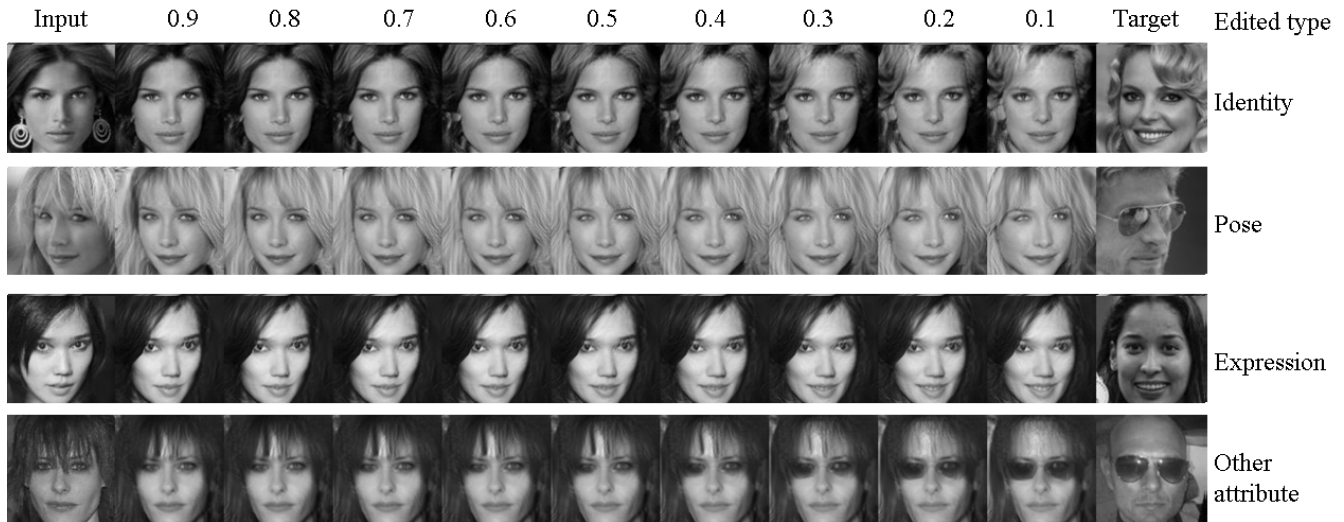 Input 0.9 0.8 0.7 0.6 0.5 0.4 0.3 0.2 0.1 Target Edited type
Identity
Pose
Expression
Other
attribute